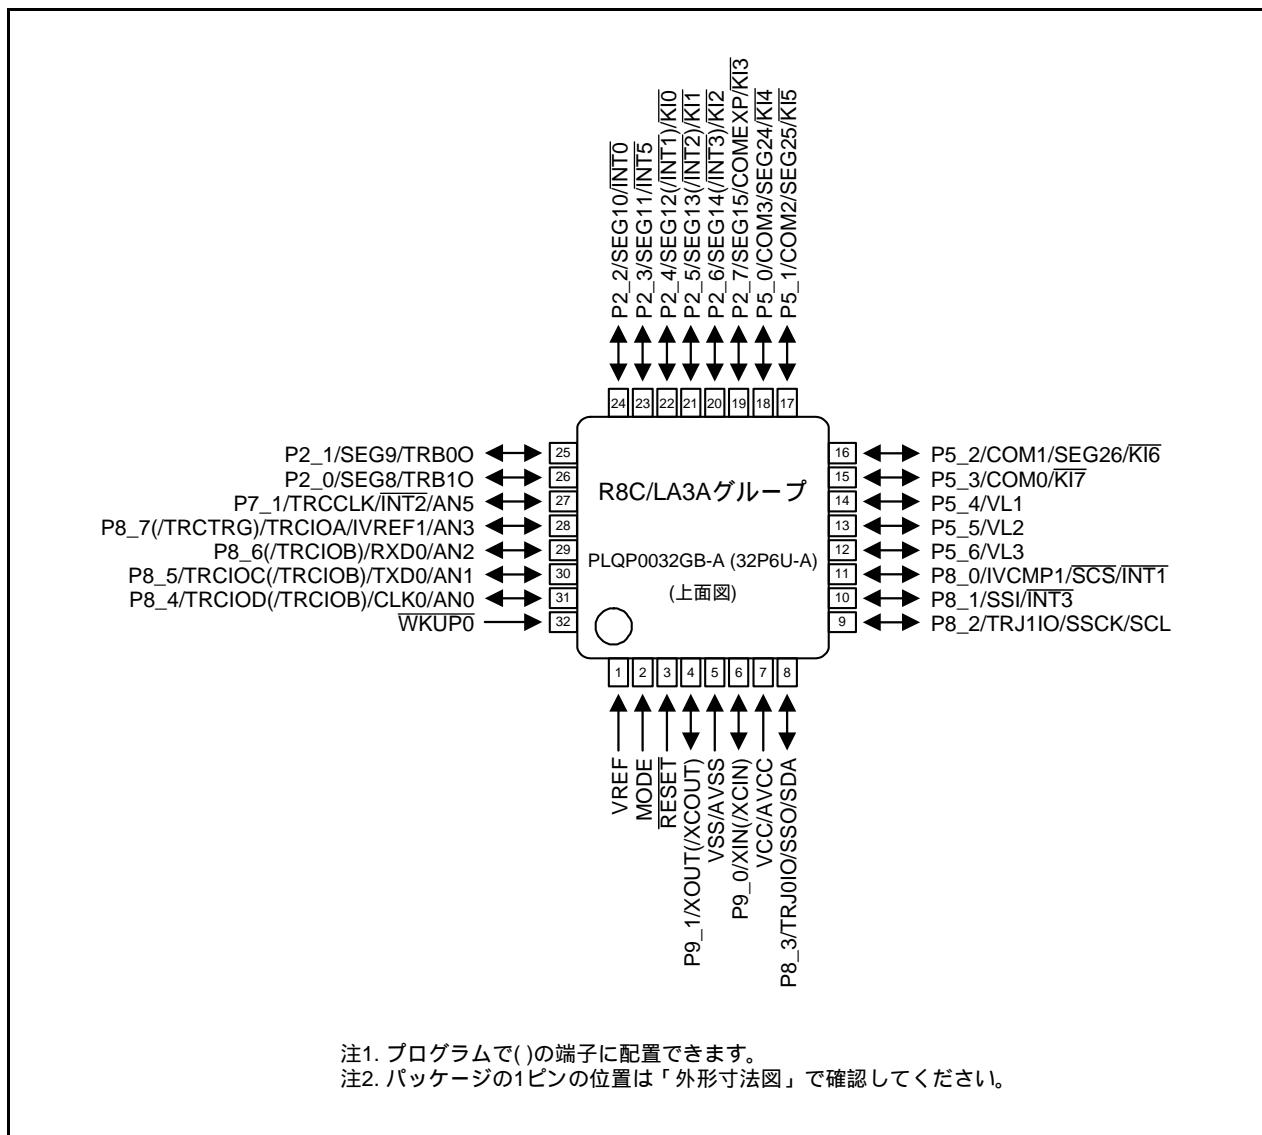 P2_2/SEG10/INT0
P2_3/SEG11/INT5
P2_4/SEG12(/INT1)/KI0
P2_5/SEG13(/INT2)/KI1
P2_6/SEG14(/INT3)/KI2
P2_7/SEG15/COMEXP/KI3
P5_0/COM3/SEG24/KI4
P5_1/COM2/SEG25/KI5
24 23 22 21 20 19 18 17
P2_1/SEG9/TRB0O 25
P2_0/SEG8/TRB1O 26
P7_1/TRCCLK/INT2/AN5 27
P8_7(/TRCTRG)/TRCIOA/IVREF1/AN3 28
P8_6(/TRCIOB)/RXD0/AN2 29
P8_5/TRCIOC(/TRCIOB)/TXD0/AN1 30
P8_4/TRCIOD(/TRCIOB)/CLK0/AN0 31
WKUP0 32
R8C/LA3Aグループ
PLQP0032GB-A (32P6U-A)
(上面図)
16 P5_2/COM1/SEG26/KI6
15 P5_3/COM0/KI7
14 P5_4/VL1
13 P5_5/VL2
12 P5_6/VL3
11 P8_0/IVCMP1/SCS/INT1
10 P8_1/SSI/INT3
9 P8_2/TRJ1IO/SSCK/SCL
1 2 3 4 5 6 7 8
VREF
MODE
RESET
P9_1/XOUT(/XCOUT)
VSS/AVSS
P9_0/XIN(/XCIN)
VCC/AVCC
P8_3/TRJ0IO/SSO/SDA
注1. プログラムで( )の端子に配置できます。
注2. パッケージの1ピンの位置は「外形寸法図」で確認してください。